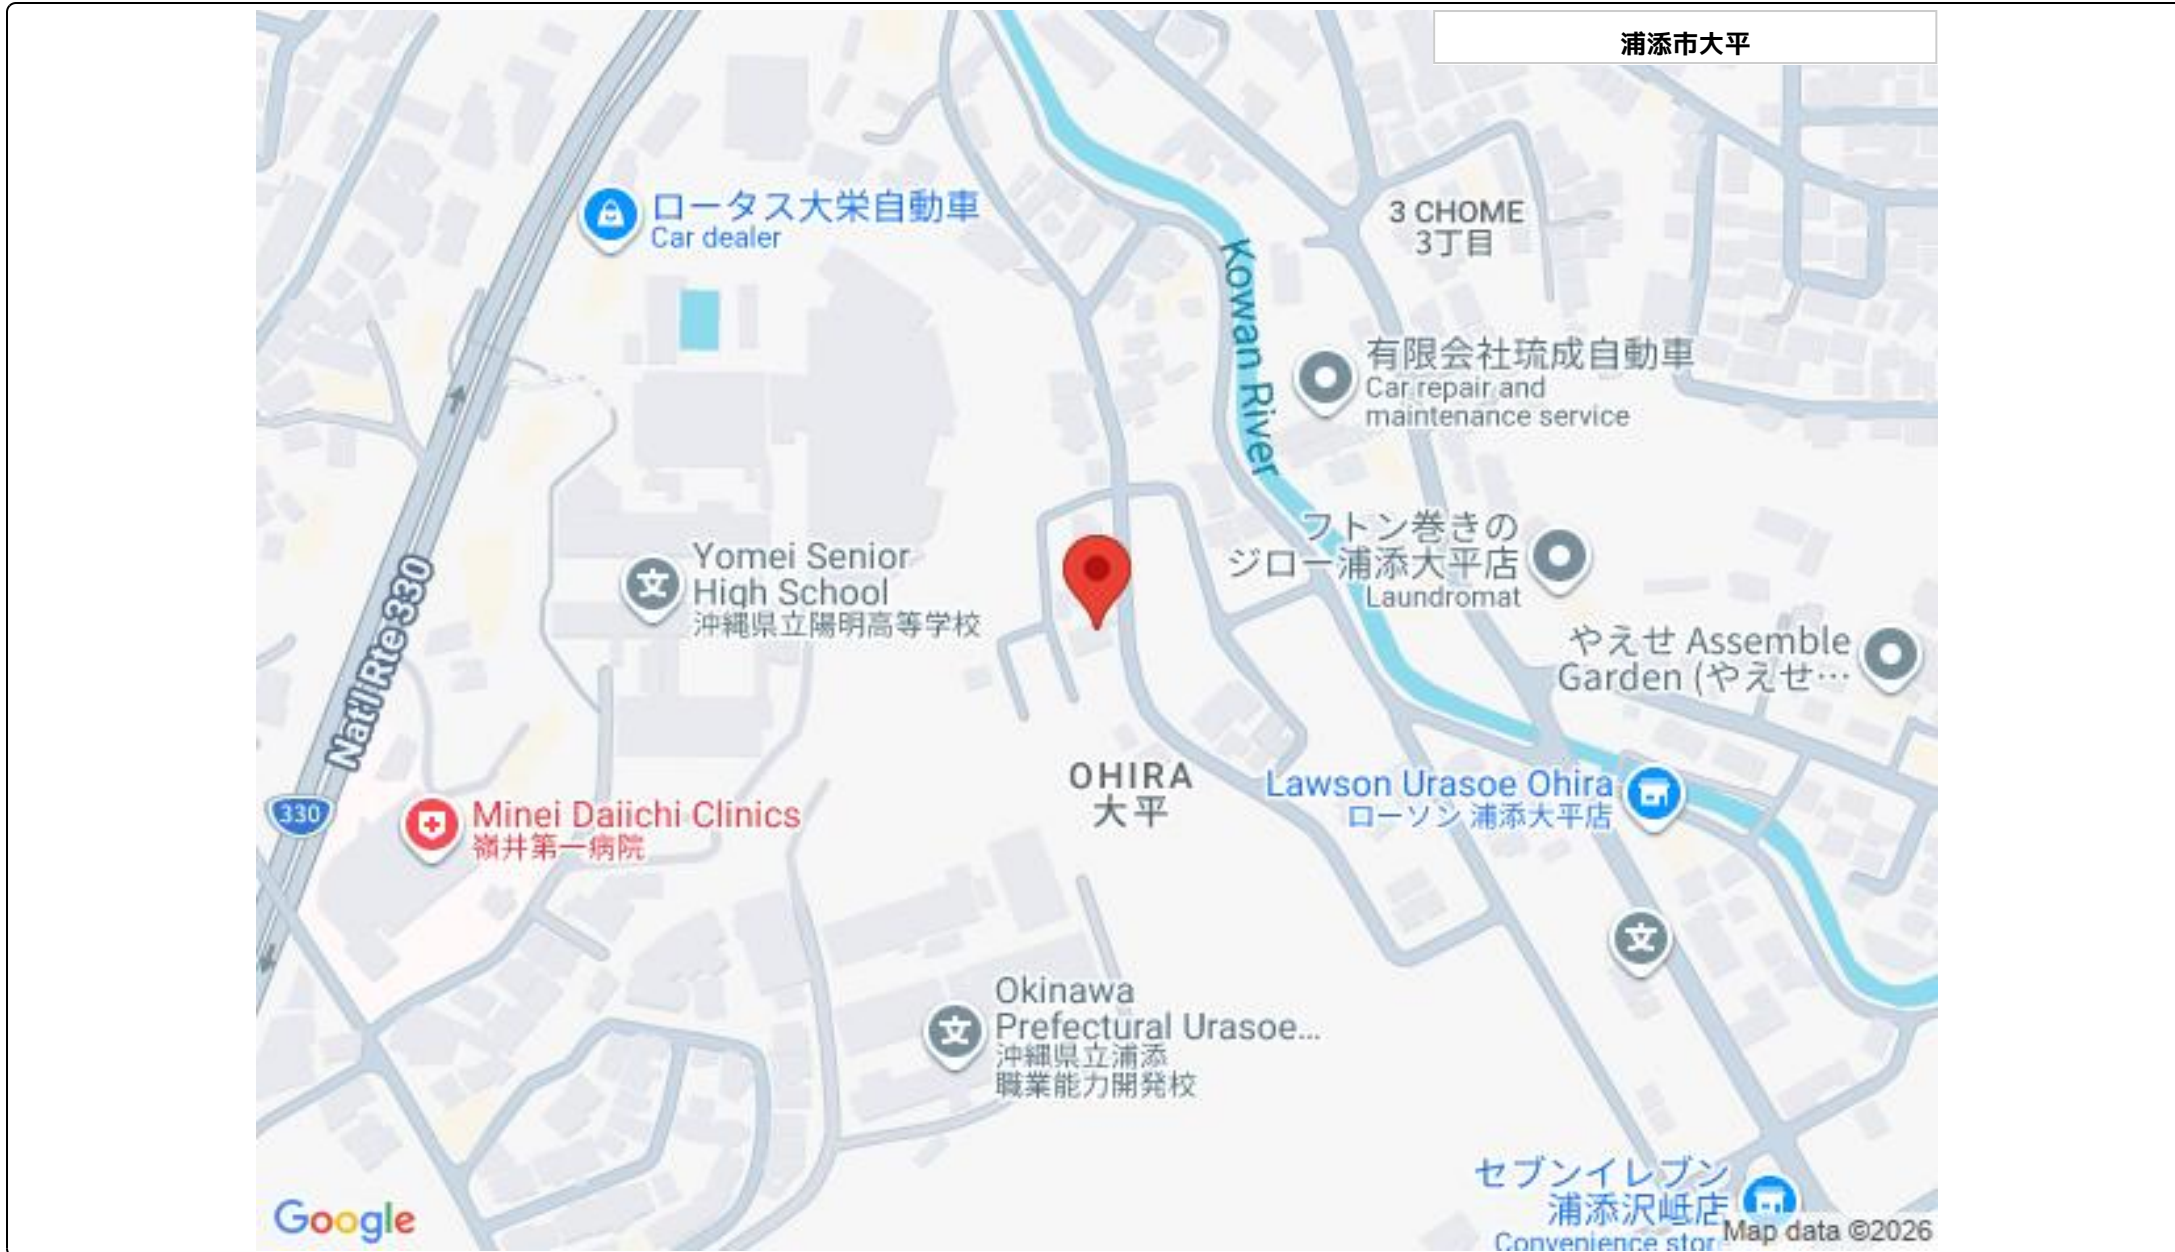 浦添市大平
ロータス大栄自動車
Car dealer
3 CHOME
3丁目
Kowan River
有限会社琉成自動車
Car repair and
maintenance service
フトン巻きの
ジロー浦添大平店
Laundromat
Yomei Senior
High School
沖縄県立陽明高等学校
やえせ Assemble
Garden (やえせ…
Nat'l Rte 330
OHIRA
大平
Lawson Urasoe Ohira
ローソン 浦添大平店
330
Minei Daiichi Clinics
嶺井第一病院
文
文
文
Okinawa
Prefectural Urasoe...
沖縄県立浦添
職業能力開発校
セブンイレブン
浦添沢岻店
Convenience stor
Google
Map data ©2026